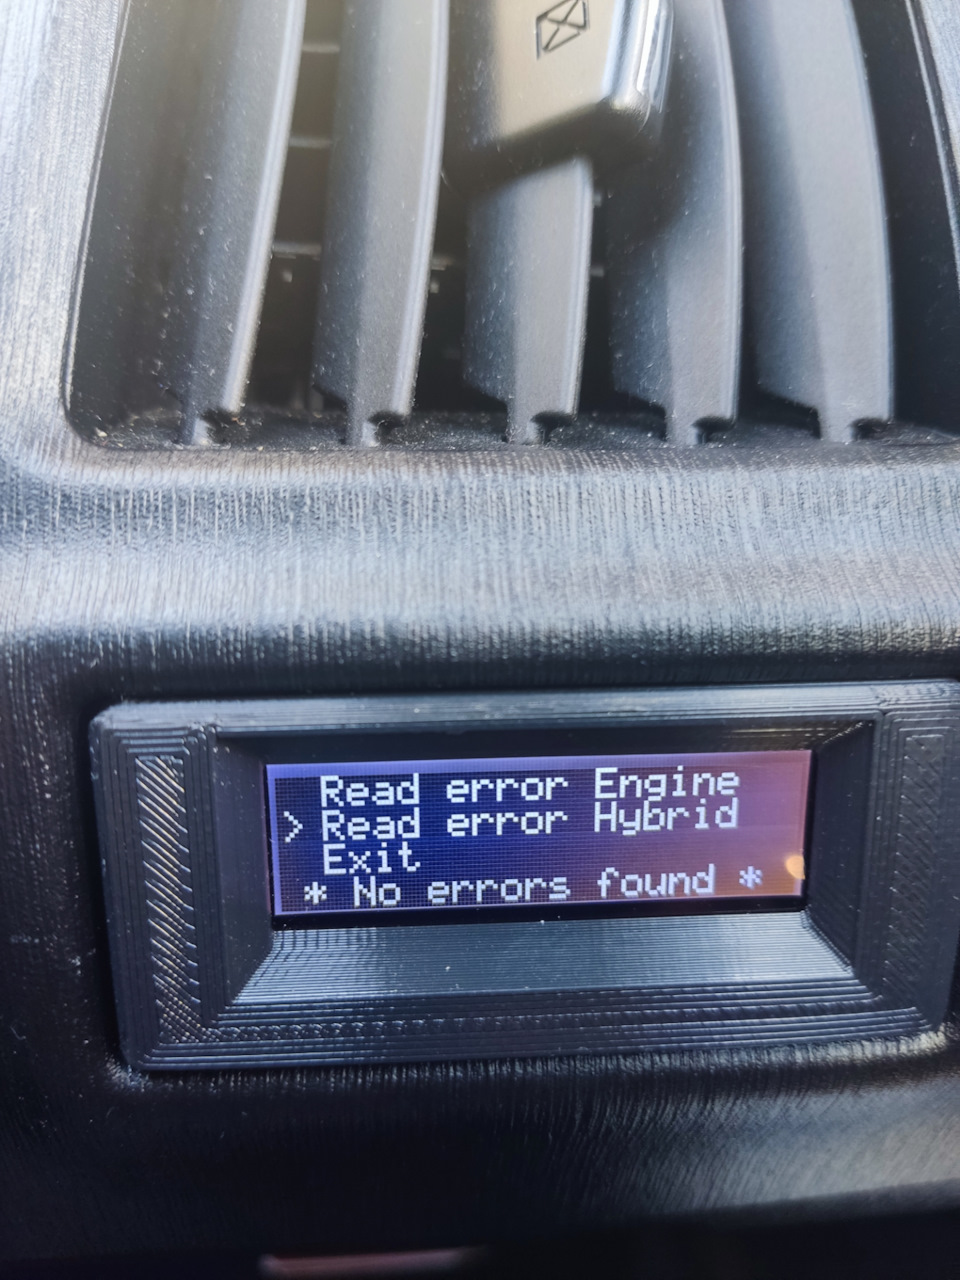 Read error Engine
> Read error Hybrid
Exit
* No errors found *